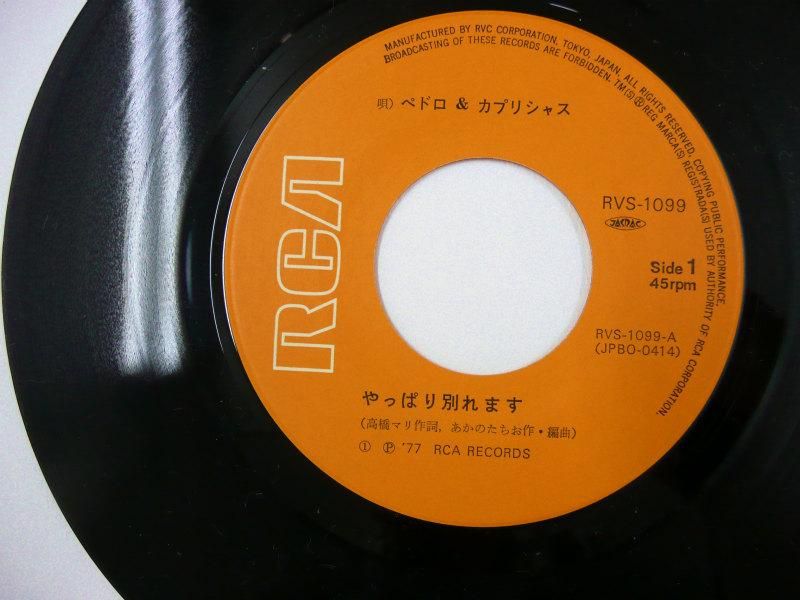 MANUFACTURED BY RVC CORPORATION, TOKYO, JAPAN, ALL RIGHTS RESERVED, COPYING PUBLIC PERFORMANCE,
BROADCASTING OF THESE RECORDS ARE FORBIDDEN. TM(S)®REG MARCA(S) REGISTRADA(S) USED BY AUTHORITY OF RCA CORPORATION.
唄) ペドロ & カプリシャス
RCA
RVS-1099
JASRAC
Side 1
45rpm
RVS-1099-A
(JPBO-0414)
やっぱり別れます
(高橋マリ作詞, あかのたちお作・編曲)
① Ⓟ '77 RCA RECORDS